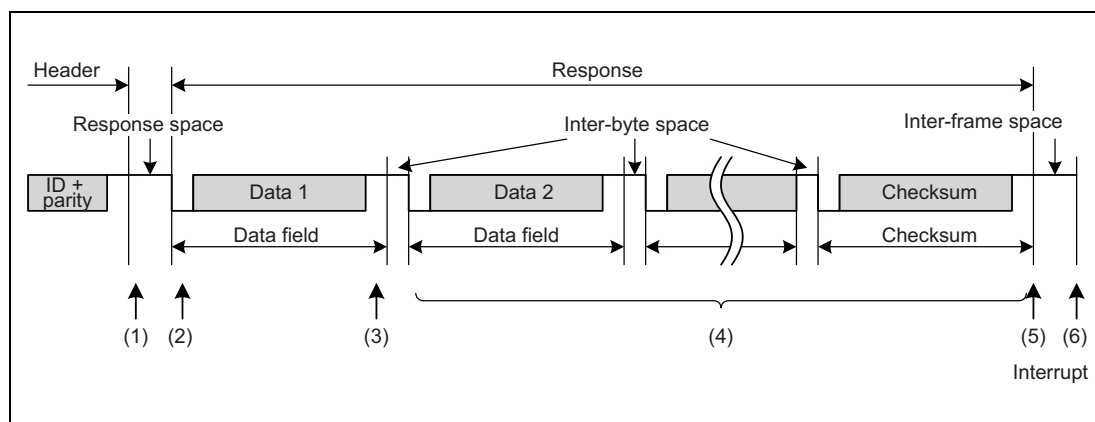 Header
Response
Response space
Inter-byte space
Inter-frame space
ID +
parity
Data 1
Data 2
Checksum
Data field
Data field
Checksum
(1)
(2)
(3)
(4)
(5)
(6)
Interrupt